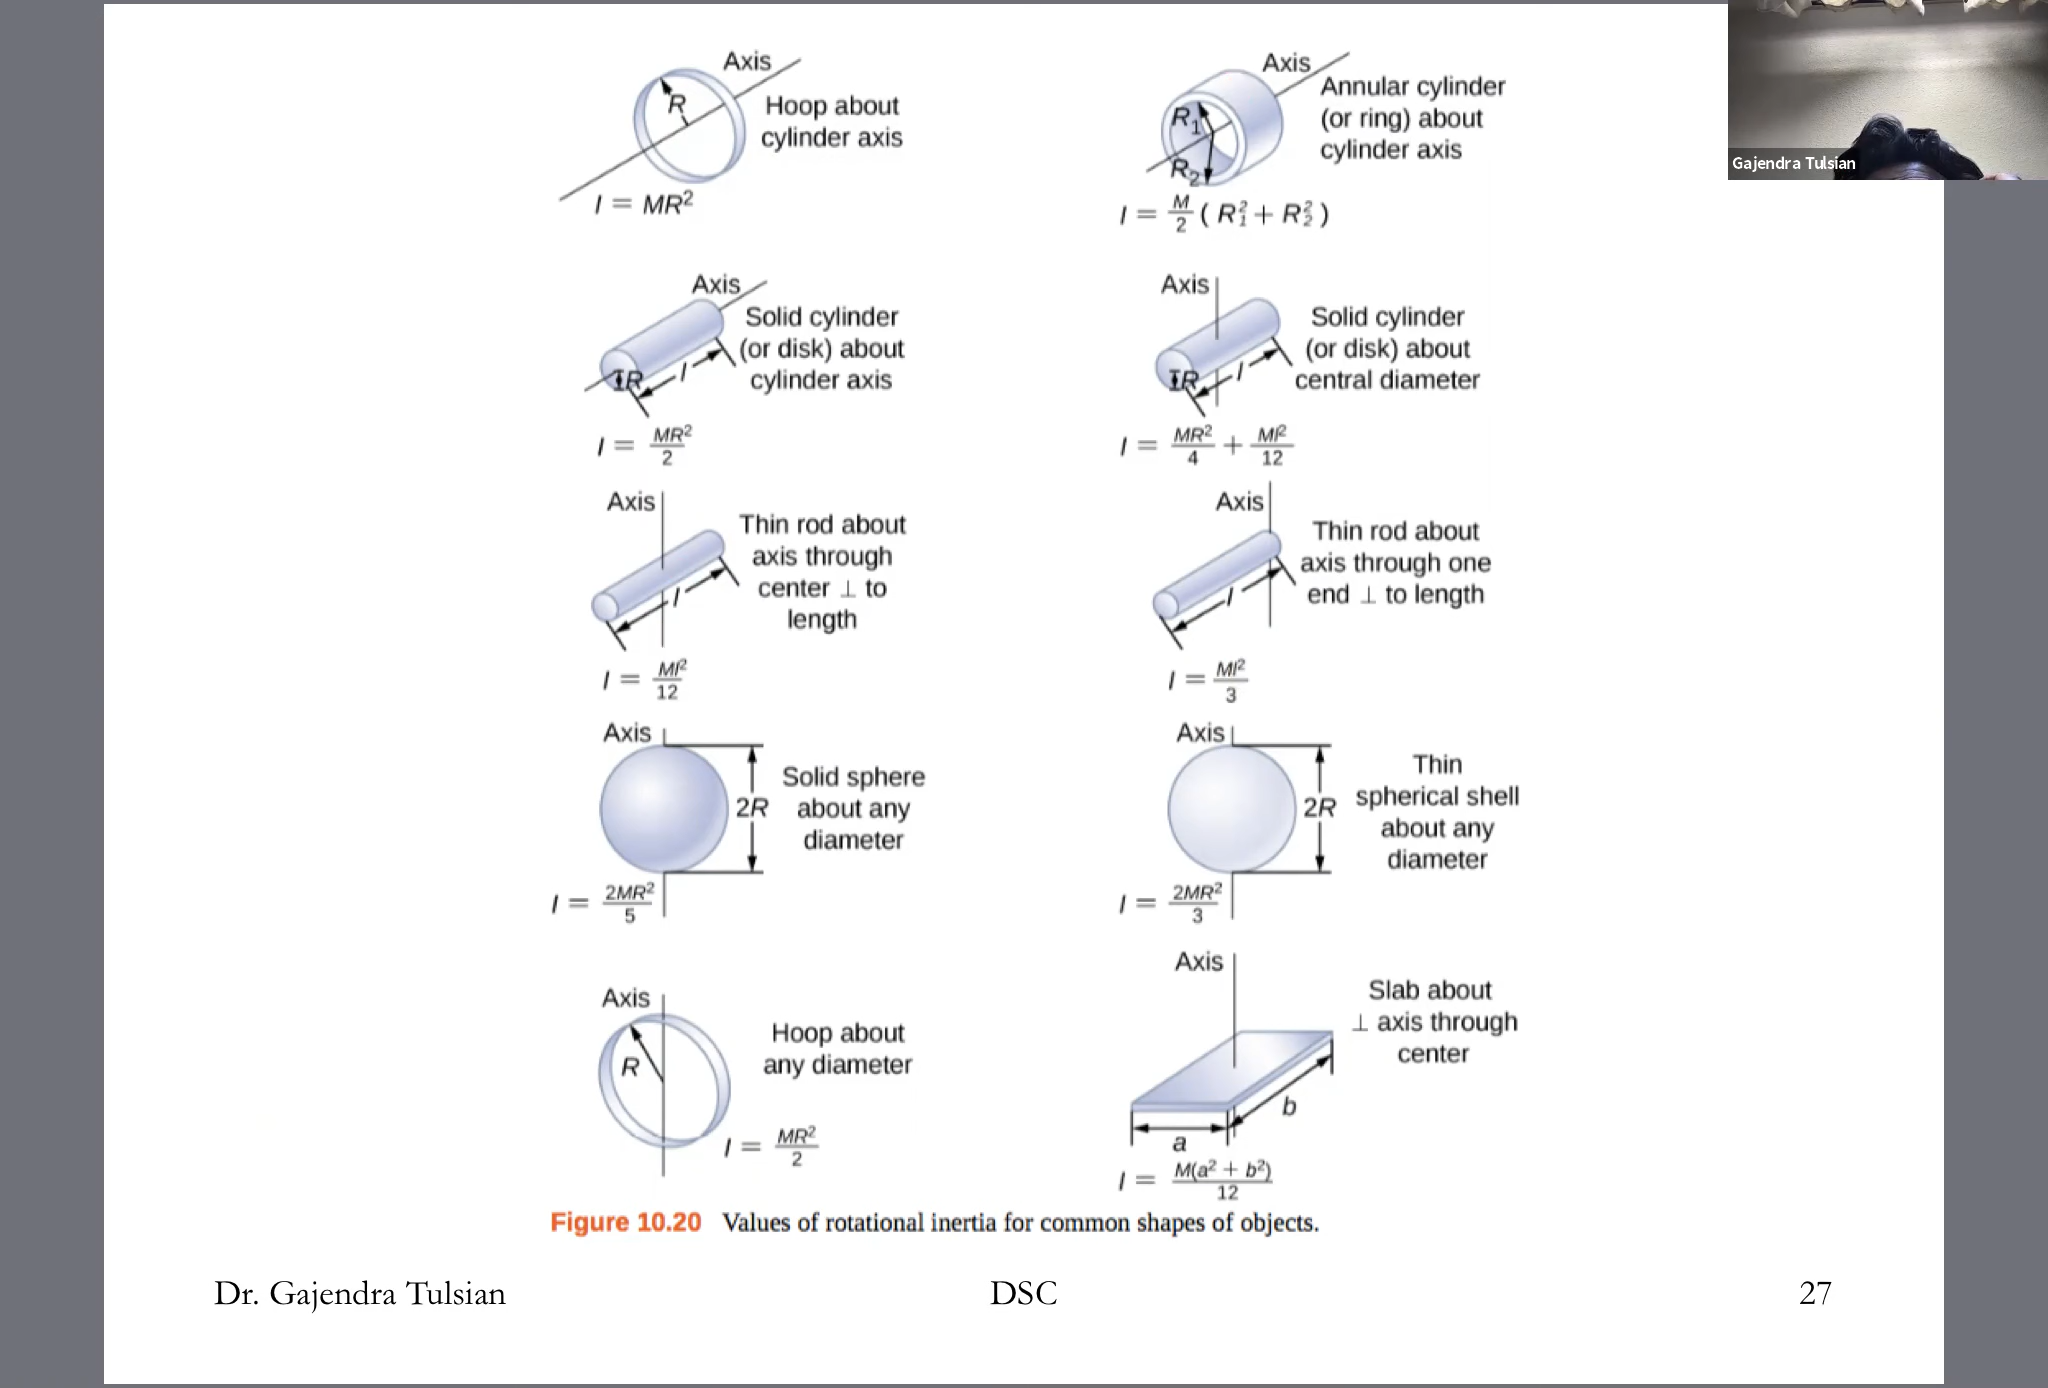 Axis
R
Hoop about
cylinder axis
I = MR²
Axis
Annular cylinder
(or ring) about
cylinder axis
R₁
R₂
I = M/2 ( R₁² + R₂² )
Gajendra Tulsian
Axis
Solid cylinder
(or disk) about
cylinder axis
R
l
I = MR²/2
Axis
Solid cylinder
(or disk) about
central diameter
R
l
I = MR²/4 + Ml²/12
Axis
Thin rod about
axis through
center ⊥ to
length
l
I = Ml²/12
Axis
Thin rod about
axis through one
end ⊥ to length
l
I = Ml²/3
Axis
Solid sphere
about any
diameter
2R
I = 2MR²/5
Axis
Thin
spherical shell
about any
diameter
2R
I = 2MR²/3
Axis
Hoop about
any diameter
R
I = MR²/2
Axis
Slab about
⊥ axis through
center
b
a
I = M(a² + b²)/12
Figure 10.20 Values of rotational inertia for common shapes of objects.
Dr. Gajendra Tulsian
DSC
27